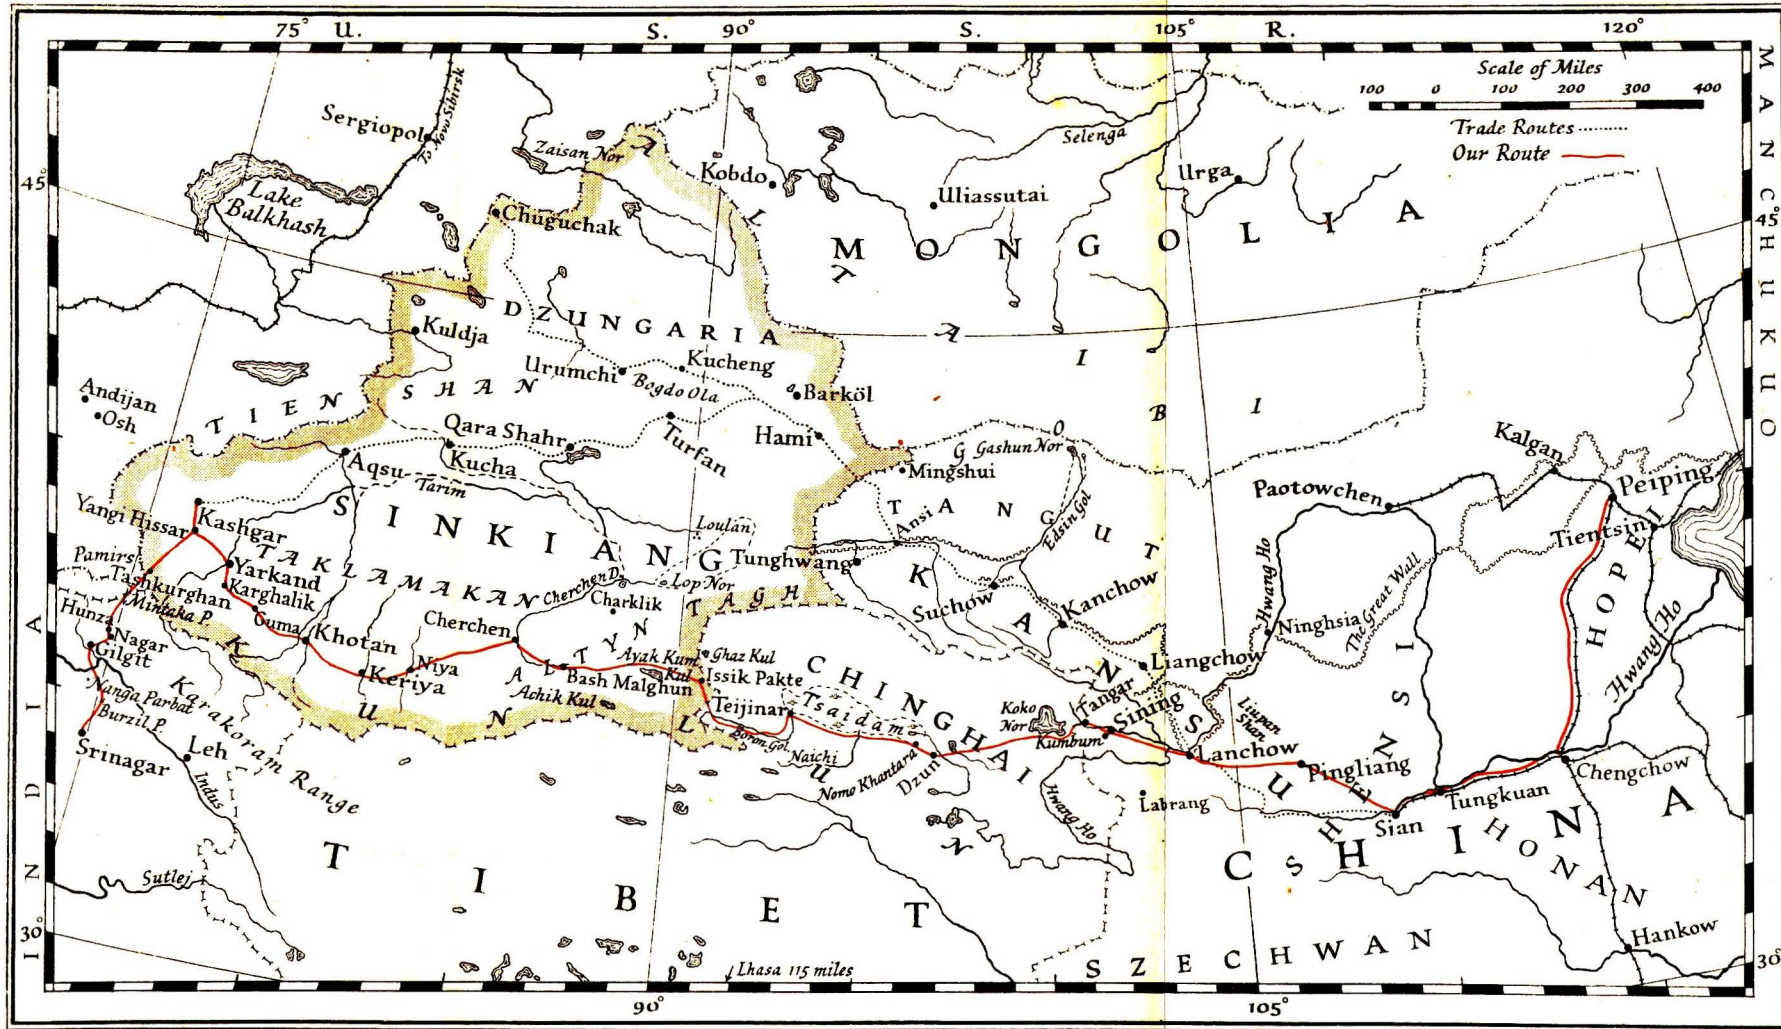 75° U. S. 90° S. 105° R. 120°
MANCHUKUO
Scale of Miles
100 0 100 200 300 400
Trade Routes
Our Route
45°
45°
Sergiopol
To Novo Sibirsk
Zaisan Nor
Lake
Balkhash
Chuguchak
Kobdo
Uliassutai
Selenga
Urga
MONGOLIA
ALTAI
GOBI
DZUNGARIA
Kuldja
Urumchi
Kucheng
Bogdo Ola
Barköl
TIEN SHAN
Andijan
Osh
Qara Shahr
Turfan
Hami
Aqsu
Kucha
Tarim
Mingshui
Gashun Nor
TANGUT
Ansi
Edsin Gol
Kalgan
Peiping
Paotowchen
Tientsin
Yangi Hissar
Kashgar
SINKIANG
Loulan
Tunghwang
Pamirs
Tashkurghan
Yarkand
TAKLAMAKAN
Cherchen D.
Lop Nor
Mintaka P.
Karghalik
Charklik
Suchow
Kanchow
Hwang Ho
The Great Wall
HOPEI
Hunza
Guma
Khotan
Cherchen
ALTYN TAGH
KANSU
Ninghsia
Hwang Ho
Nagar
Gilgit
Keriya
Niya
Bash Malghun
Ayak Kum
Kul
Ghaz Kul
Issik Pakte
Achik Kul
CHINGHAI
Liangchow
SHENSI
Nanga Parbat
Burzil P.
Karakoram Range
KUNLUN
Teijinar
Tsaidam
Koko
Nor
Tangar
Sining
Kumbum
Liupan
Shan
Srinagar
Leh
Indus
Boron Gol
Naichi
Nomo Khantara
Dzun
Hwang Ho
Labrang
Lanchow
Pingliang
Sian
Tungkuan
Chengchow
INDIA
TIBET
CHINA
HONAN
Sutlej
SZECHWAN
Hankow
30°
Lhasa 115 miles
30°
90° 105°